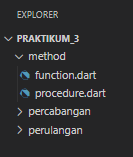 EXPLORER
PRAKTIKUM_3
method
function.dart
procedure.dart
percabangan
perulangan